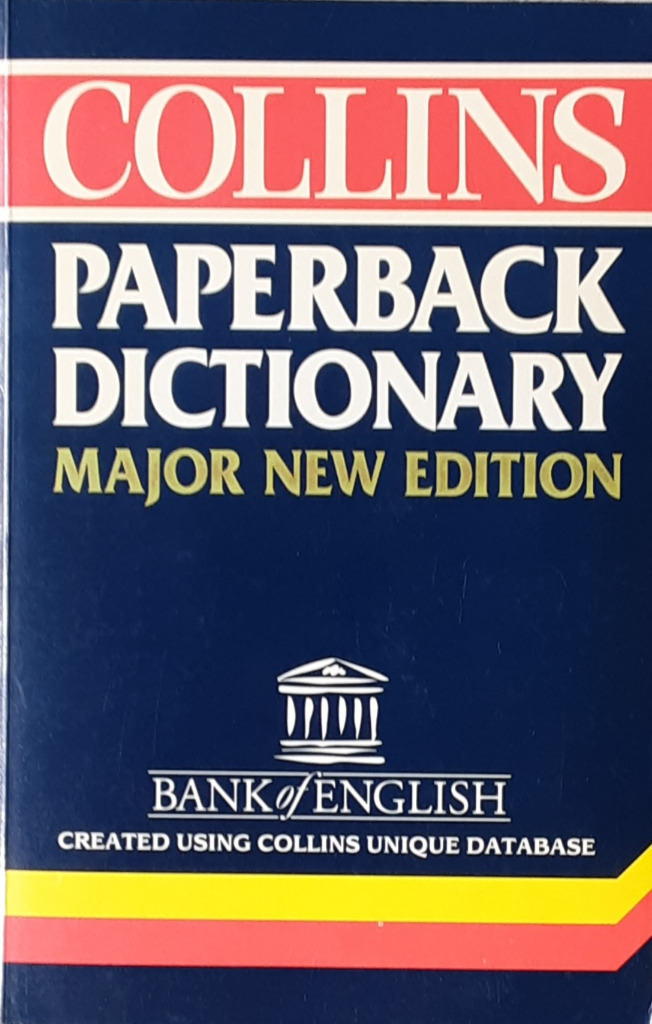 COLLINS
PAPERBACK
DICTIONARY
MAJOR NEW EDITION
BANK of ENGLISH
CREATED USING COLLINS UNIQUE DATABASE